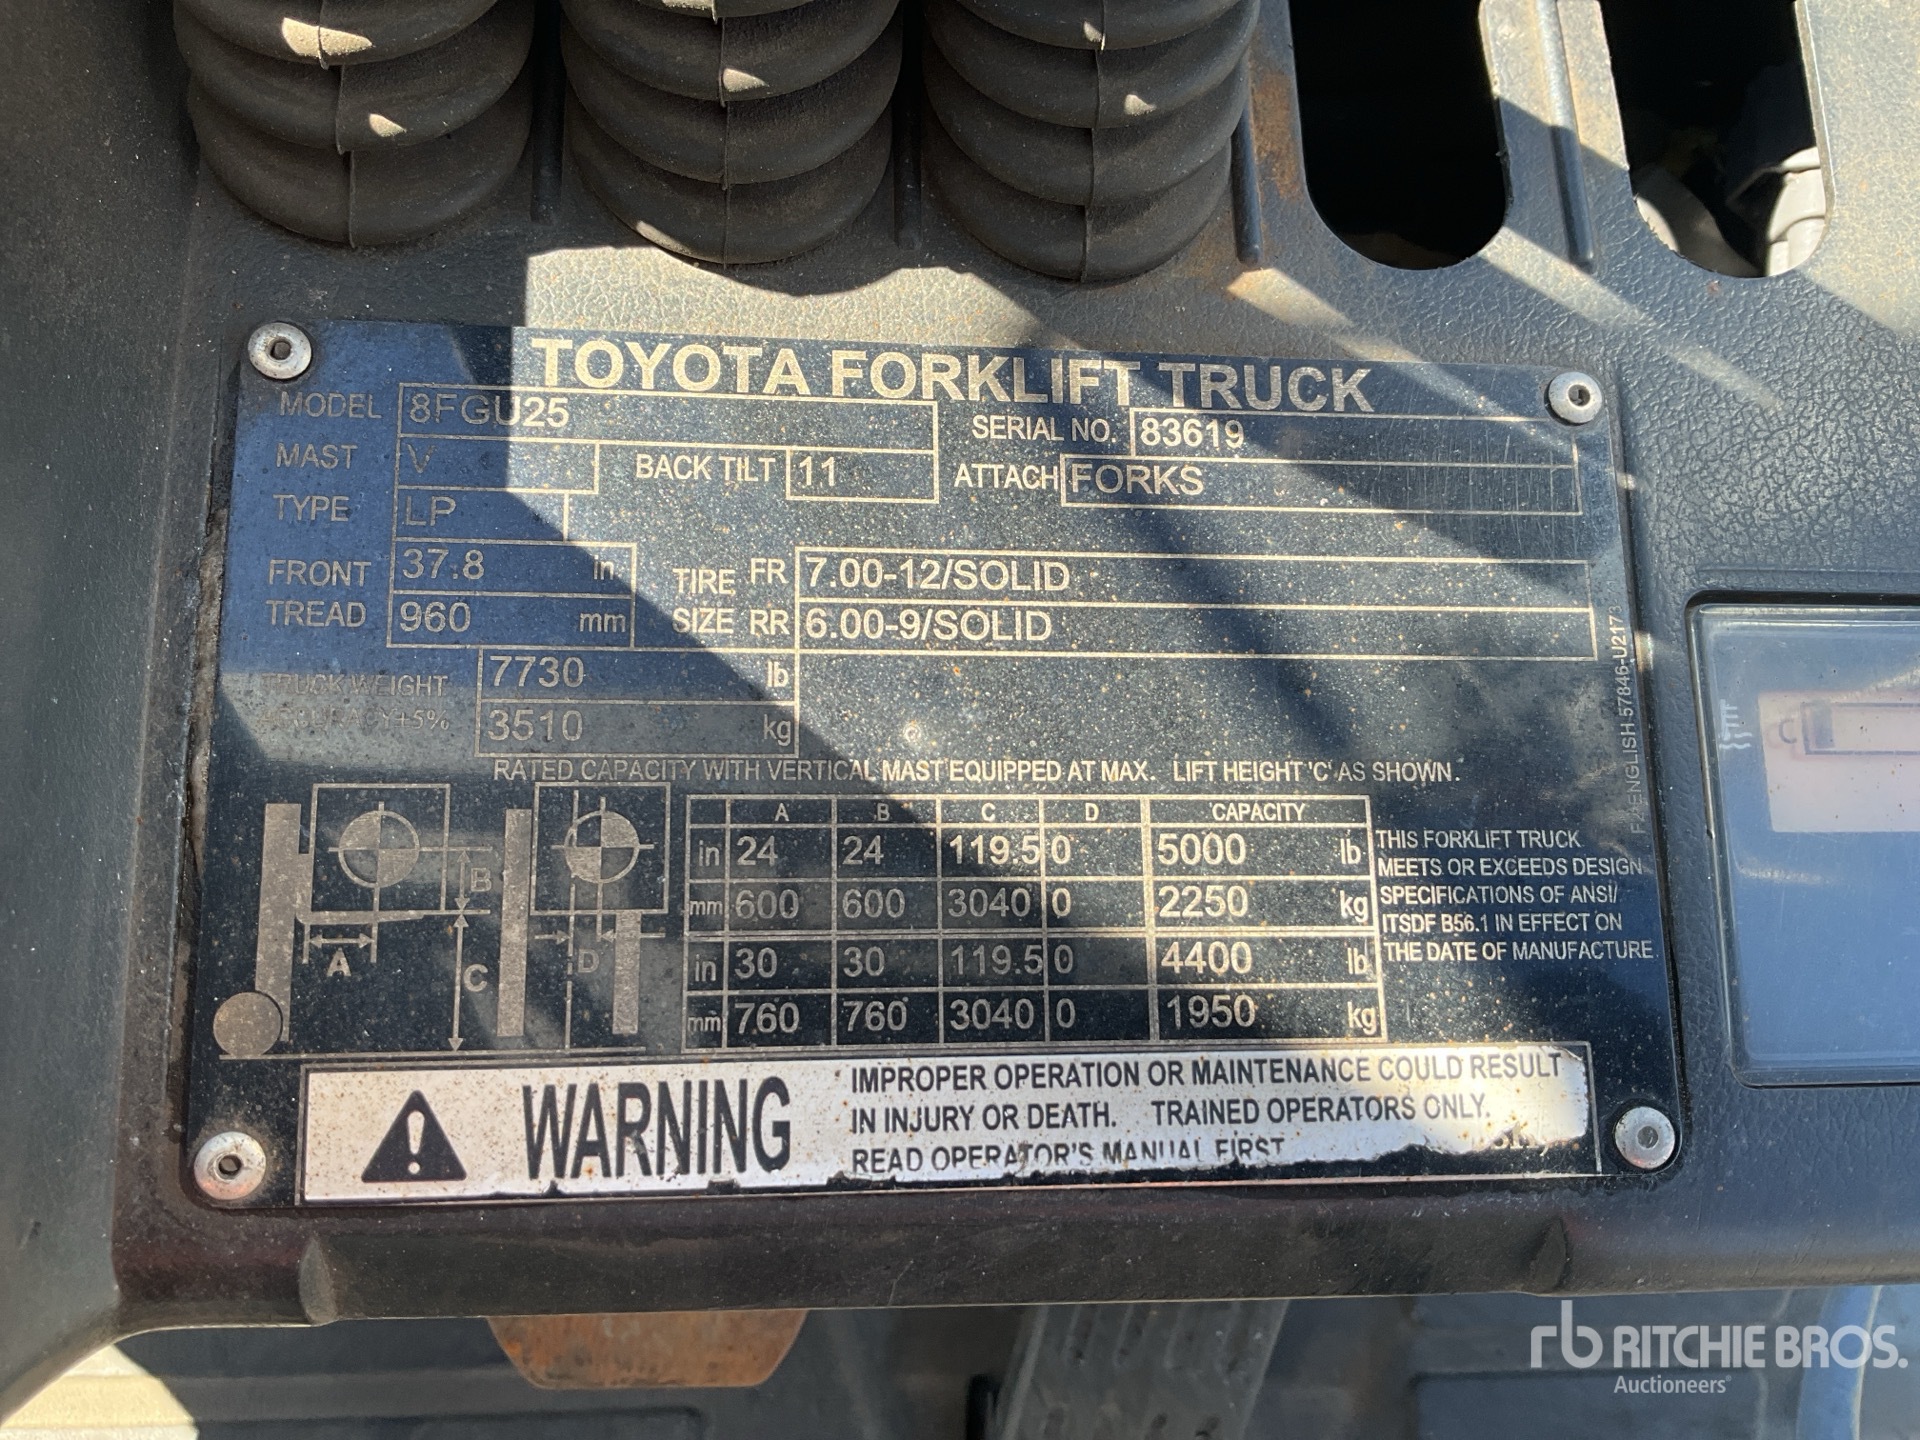 TOYOTA FORKLIFT TRUCK
MODEL 8FGU25 SERIAL NO. 83619
MAST V BACK TILT 11 ATTACH FORKS
TYPE LP
FRONT TREAD 37.8 in TIRE SIZE FR 7.00-12/SOLID
960 mm RR 6.00-9/SOLID
TRUCK WEIGHT 7730 lb
ACCURACY±5% 3510 kg
RATED CAPACITY WITH VERTICAL MAST EQUIPPED AT MAX. LIFT HEIGHT 'C' AS SHOWN.
A B C D CAPACITY
in 24 24 119.5 0 5000 lb
mm 600 600 3040 0 2250 kg
in 30 30 119.5 0 4400 lb
mm 760 760 3040 0 1950 kg
B
A
C
D
THIS FORKLIFT TRUCK
MEETS OR EXCEEDS DESIGN
SPECIFICATIONS OF ANSI/
ITSDF B56.1 IN EFFECT ON
THE DATE OF MANUFACTURE
ENGLISH 57846-U2173
WARNING
IMPROPER OPERATION OR MAINTENANCE COULD RESULT
IN INJURY OR DEATH. TRAINED OPERATORS ONLY.
READ OPERATOR'S MANUAL FIRST
C
rb RITCHIE BROS.
Auctioneers